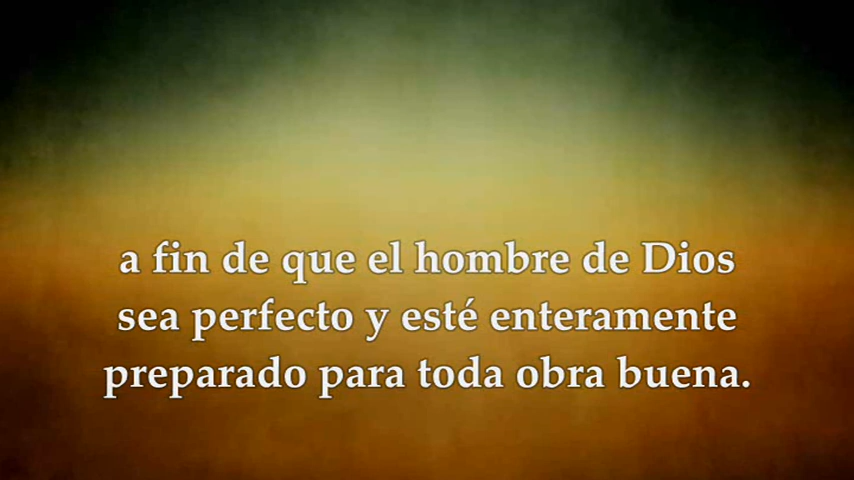 a fin de que el hombre de Dios
sea perfecto y esté enteramente
preparado para toda obra buena.